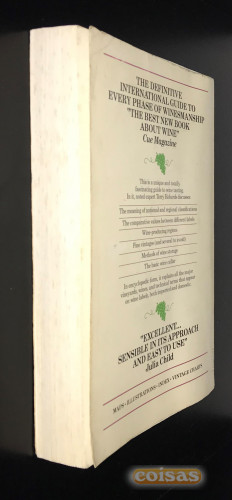 THE DEFINITIVE
INTERNATIONAL GUIDE TO
EVERY PHASE OF WINESMANSHIP
"THE BEST NEW BOOK
ABOUT WINE"
Cue Magazine
This is a unique and totally
fascinating guide to wine tasting.
In it, noted expert Terry Robards discusses:
The meaning of national and regional classifications
The comparative values between different labels
Wine-producing regions
Fine vintages (and several to avoid!)
Methods of wine storage
The basic wine cellar
In encyclopedic form, it explains all the major
vineyards, wines, and technical terms that appear
on wine labels, both imported and domestic.
"EXCELLENT...
SENSIBLE IN ITS APPROACH
AND EASY TO USE"
Julia Child
MAPS • ILLUSTRATIONS • INDEX • VINTAGE CHARTS
coisas